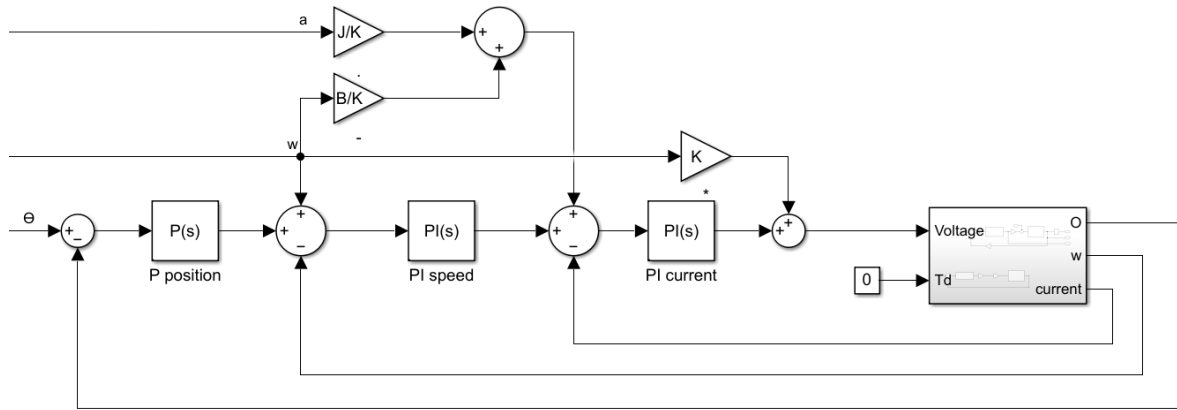 a
J/K
+
+
B/K
w
-
K
*
Ɵ
+
−
P(s)
P position
+
+
−
PI(s)
PI speed
+
+
−
PI(s)
PI current
+
+
Voltage
Td
O
w
current
0